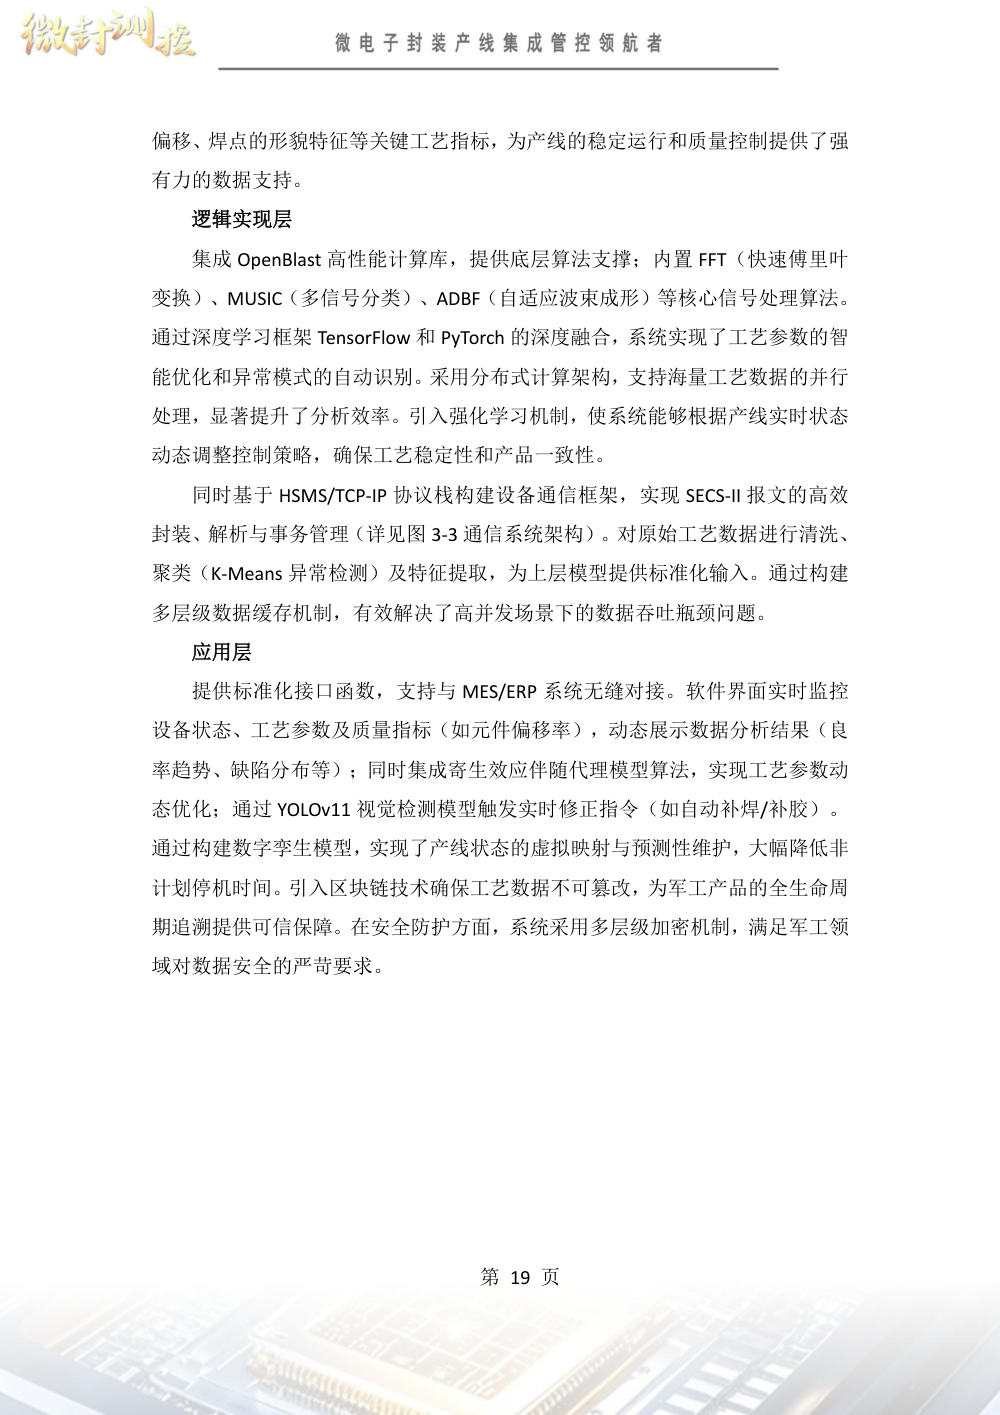 微封测控
微电子封装产线集成管控领航者
偏移、焊点的形貌特征等关键工艺指标，为产线的稳定运行和质量控制提供了强
有力的数据支持。
逻辑实现层
集成 OpenBlast 高性能计算库，提供底层算法支撑；内置 FFT（快速傅里叶
变换）、MUSIC（多信号分类）、ADBF（自适应波束成形）等核心信号处理算法。
通过深度学习框架 TensorFlow 和 PyTorch 的深度融合，系统实现了工艺参数的智
能优化和异常模式的自动识别。采用分布式计算架构，支持海量工艺数据的并行
处理，显著提升了分析效率。引入强化学习机制，使系统能够根据产线实时状态
动态调整控制策略，确保工艺稳定性和产品一致性。
同时基于 HSMS/TCP-IP 协议栈构建设备通信框架，实现 SECS-II 报文的高效
封装、解析与事务管理（详见图 3-3 通信系统架构）。对原始工艺数据进行清洗、
聚类（K-Means 异常检测）及特征提取，为上层模型提供标准化输入。通过构建
多层级数据缓存机制，有效解决了高并发场景下的数据吞吐瓶颈问题。
应用层
提供标准化接口函数，支持与 MES/ERP 系统无缝对接。软件界面实时监控
设备状态、工艺参数及质量指标（如元件偏移率），动态展示数据分析结果（良
率趋势、缺陷分布等）；同时集成寄生效应伴随代理模型算法，实现工艺参数动
态优化；通过 YOLOv11 视觉检测模型触发实时修正指令（如自动补焊/补胶）。
通过构建数字孪生模型，实现了产线状态的虚拟映射与预测性维护，大幅降低非
计划停机时间。引入区块链技术确保工艺数据不可篡改，为军工产品的全生命周
期追溯提供可信保障。在安全防护方面，系统采用多层级加密机制，满足军工领
域对数据安全的严苛要求。
第 19 页